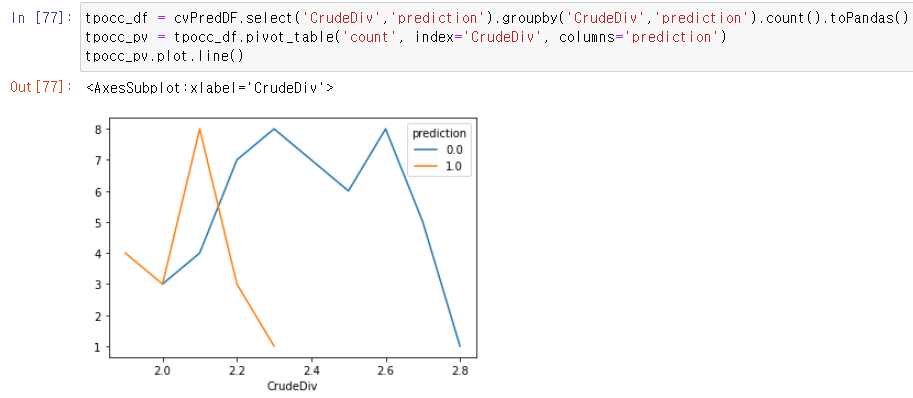 In [77]: tpocc_df = cvPredDF.select('CrudeDiv','prediction').groupby('CrudeDiv','prediction').count().toPandas()
tpocc_pv = tpocc_df.pivot_table('count', index='CrudeDiv', columns='prediction')
tpocc_pv.plot.line()
Out[77]: <AxesSubplot:xlabel='CrudeDiv'>
prediction
0.0
1.0
8
7
6
5
4
3
2
1
2.0 2.2 2.4 2.6 2.8
CrudeDiv